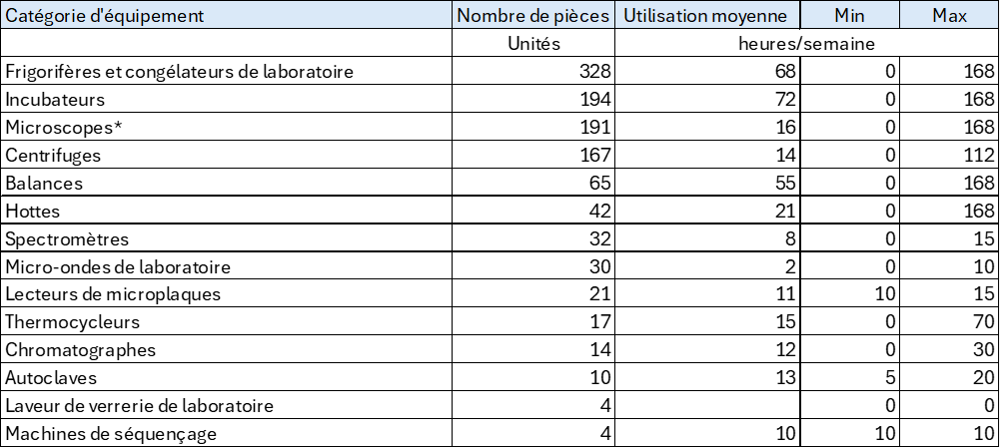 Catégorie d'équipement Nombre de pièces Utilisation moyenne Min Max
Unités heures/semaine
Frigorifères et congélateurs de laboratoire 328 68 0 168
Incubateurs 194 72 0 168
Microscopes* 191 16 0 168
Centrifuges 167 14 0 112
Balances 65 55 0 168
Hottes 42 21 0 168
Spectromètres 32 8 0 15
Micro-ondes de laboratoire 30 2 0 10
Lecteurs de microplaques 21 11 10 15
Thermocycleurs 17 15 0 70
Chromatographes 14 12 0 30
Autoclaves 10 13 5 20
Laveur de verrerie de laboratoire 4 0 0
Machines de séquençage 4 10 10 10